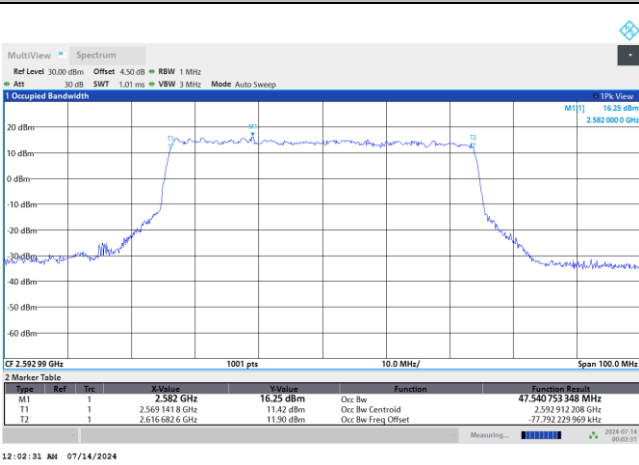 MultiView Spectrum
Ref Level 30.00 dBm Offset 4.50 dB RBW 1 MHz
Att 30 dB SWT 1.01 ms VBW 3 MHz Mode Auto Sweep
1 Occupied Bandwidth 1Pk View
M1[1] 16.25 dBm
2.582 000 0 GHz
20 dBm
T1 M1 T2
10 dBm
0 dBm
-10 dBm
-20 dBm
-30 dBm
-40 dBm
-50 dBm
-60 dBm
CF 2.592 99 GHz 1001 pts 10.0 MHz/ Span 100.0 MHz
2 Marker Table
Type Ref Trc X-Value Y-Value Function Function Result
M1 1 2.582 GHz 16.25 dBm Occ Bw 47.540 753 348 MHz
T1 1 2.569 141 8 GHz 11.42 dBm Occ Bw Centroid 2.592 912 208 GHz
T2 1 2.616 682 6 GHz 11.90 dBm Occ Bw Freq Offset -77.792 229 969 kHz
Measuring... 2024-07-14
00:02:31
12:02:31 AM 07/14/2024